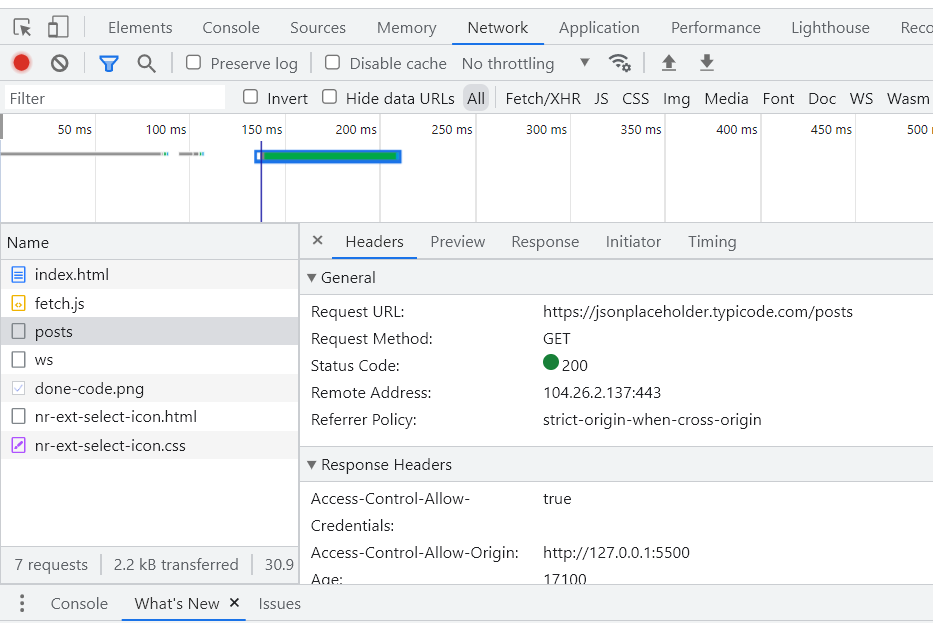 Elements Console Sources Memory Network Application Performance Lighthouse Reco
Preserve log Disable cache No throttling
Filter Invert Hide data URLs All Fetch/XHR JS CSS Img Media Font Doc WS Wasm
50 ms 100 ms 150 ms 200 ms 250 ms 300 ms 350 ms 400 ms 450 ms 500
Name
Headers Preview Response Initiator Timing
index.html
fetch.js
posts
ws
done-code.png
nr-ext-select-icon.html
nr-ext-select-icon.css
General
Request URL: https://jsonplaceholder.typicode.com/posts
Request Method: GET
Status Code: 200
Remote Address: 104.26.2.137:443
Referrer Policy: strict-origin-when-cross-origin
Response Headers
Access-Control-Allow- true
Credentials:
Access-Control-Allow-Origin: http://127.0.0.1:5500
Age: 17100
7 requests 2.2 kB transferred 30.9
Console What's New Issues